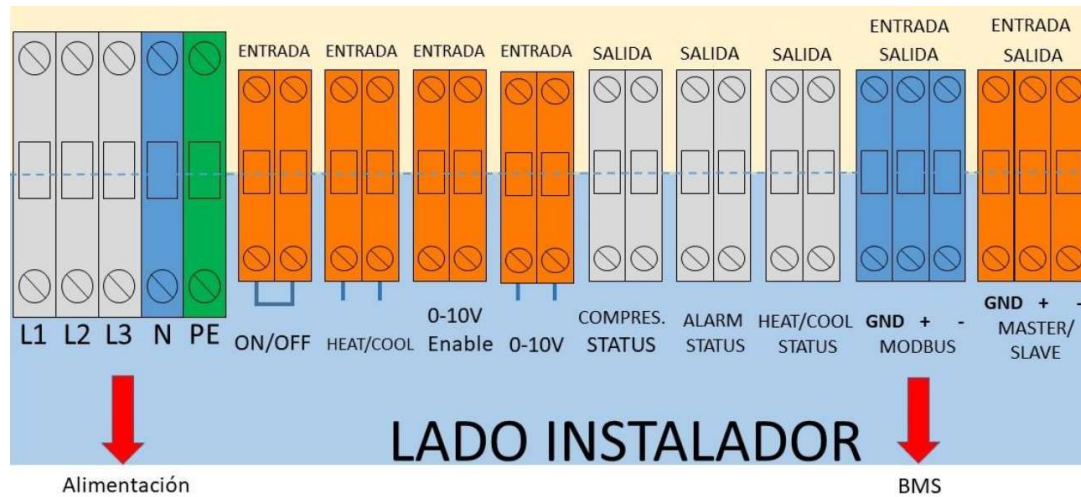 ENTRADA
SALIDA
ENTRADA
SALIDA
ENTRADA
ENTRADA
ENTRADA
ENTRADA
SALIDA
SALIDA
SALIDA
L1
L2
L3
N
PE
ON/OFF
HEAT/COOL
0-10V
Enable
0-10V
COMPRES.
STATUS
ALARM
STATUS
HEAT/COOL
STATUS
GND + -
MODBUS
GND + -
MASTER/
SLAVE
LADO INSTALADOR
Alimentación
BMS